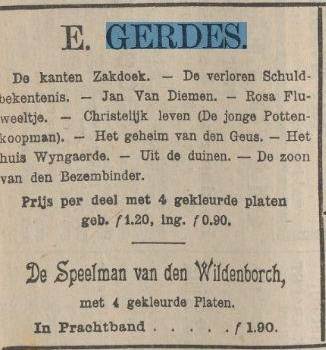 E. GERDES.
De kanten Zakdoek. — De verloren Schuld-
bekentenis. — Jan Van Diemen. — Rosa Flu-
weeltje. — Christelijk leven (De jonge Potten-
koopman). — Het geheim van den Geus. — Het
huis Wyngaerde. — Uit de duinen. — De zoon
van den Bezembinder.
Prijs per deel met 4 gekleurde platen
geb. ƒ1.20, ing. ƒ0.90.
De Speelman van den Wildenborch,
met 4 gekleurde Platen.
In Prachtband . . . . . ƒ 1.90.